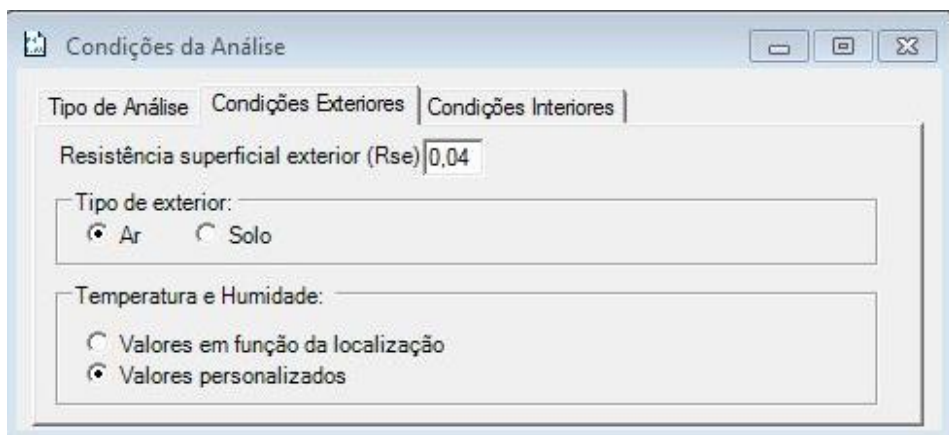 Condições da Análise
Tipo de Análise Condições Exteriores Condições Interiores
Resistência superficial exterior (Rse) 0,04
Tipo de exterior:
Ar Solo
Temperatura e Humidade:
Valores em função da localização
Valores personalizados